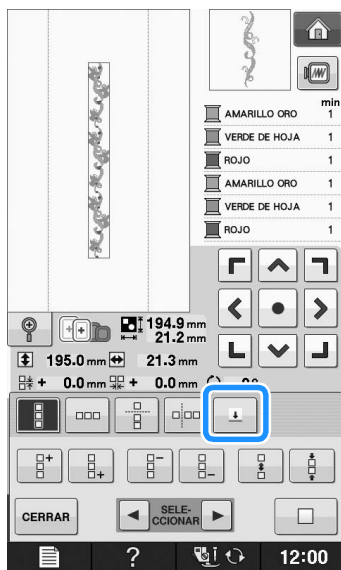 min
AMARILLO ORO 1
VERDE DE HOJA 1
ROJO 1
AMARILLO ORO 1
VERDE DE HOJA 1
ROJO 1
194.9 mm
21.2 mm
195.0 mm 21.3 mm
+ 0.0 mm + 0.0 mm
CERRAR
SELE-
CCIONAR
? 12:00